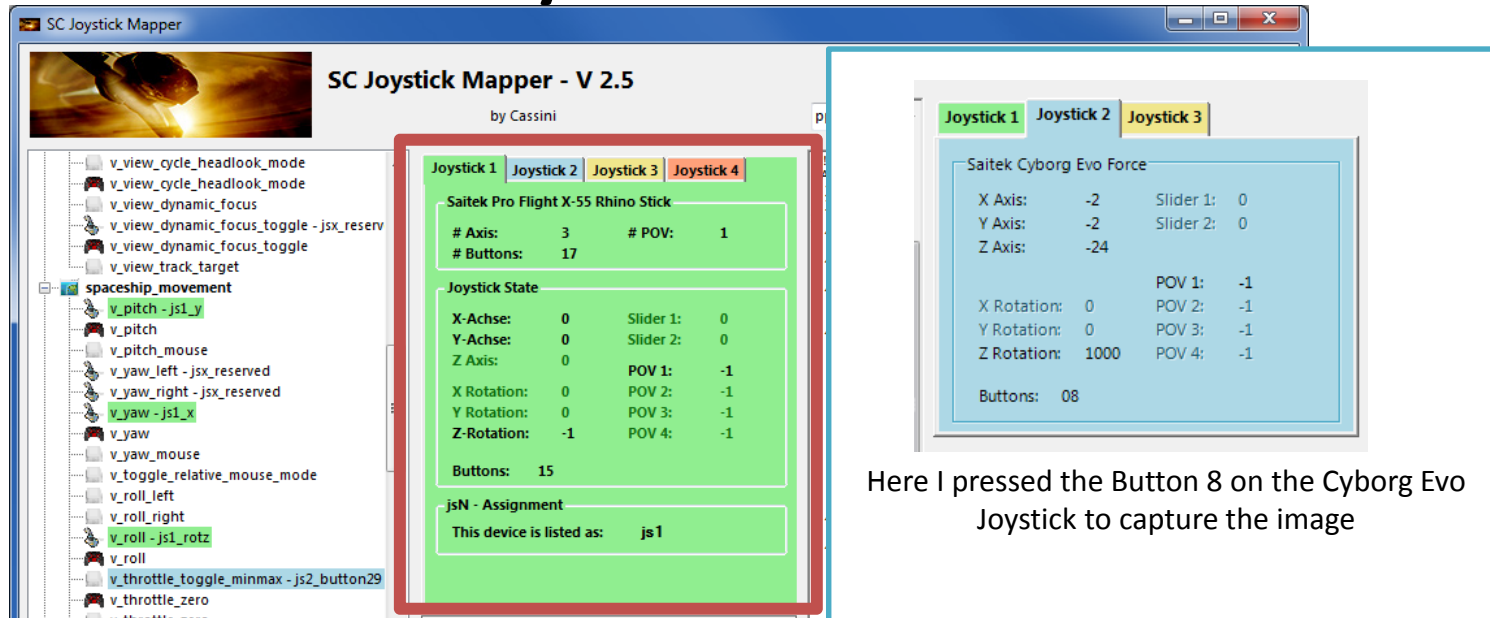 SC Joystick Mapper
SC Joystick Mapper - V 2.5
by Cassini
v_view_cycle_headlook_mode
v_view_cycle_headlook_mode
v_view_dynamic_focus
v_view_dynamic_focus_toggle - jsx_reserv
v_view_dynamic_focus_toggle
v_view_track_target
spaceship_movement
v_pitch - js1_y
v_pitch
v_pitch_mouse
v_yaw_left - jsx_reserved
v_yaw_right - jsx_reserved
v_yaw - js1_x
v_yaw
v_yaw_mouse
v_toggle_relative_mouse_mode
v_roll_left
v_roll_right
v_roll - js1_rotz
v_roll
v_throttle_toggle_minmax - js2_button29
v_throttle_zero
Joystick 1 Joystick 2 Joystick 3 Joystick 4
Saitek Pro Flight X-55 Rhino Stick
# Axis: 3 # POV: 1
# Buttons: 17
Joystick State
X-Achse: 0 Slider 1: 0
Y-Achse: 0 Slider 2: 0
Z Axis: 0
POV 1: -1
X Rotation: 0 POV 2: -1
Y Rotation: 0 POV 3: -1
Z-Rotation: -1 POV 4: -1
Buttons: 15
jsN - Assignment
This device is listed as: js1
Joystick 1 Joystick 2 Joystick 3
Saitek Cyborg Evo Force
X Axis: -2 Slider 1: 0
Y Axis: -2 Slider 2: 0
Z Axis: -24
POV 1: -1
X Rotation: 0 POV 2: -1
Y Rotation: 0 POV 3: -1
Z Rotation: 1000 POV 4: -1
Buttons: 08
Here I pressed the Button 8 on the Cyborg Evo
Joystick to capture the image